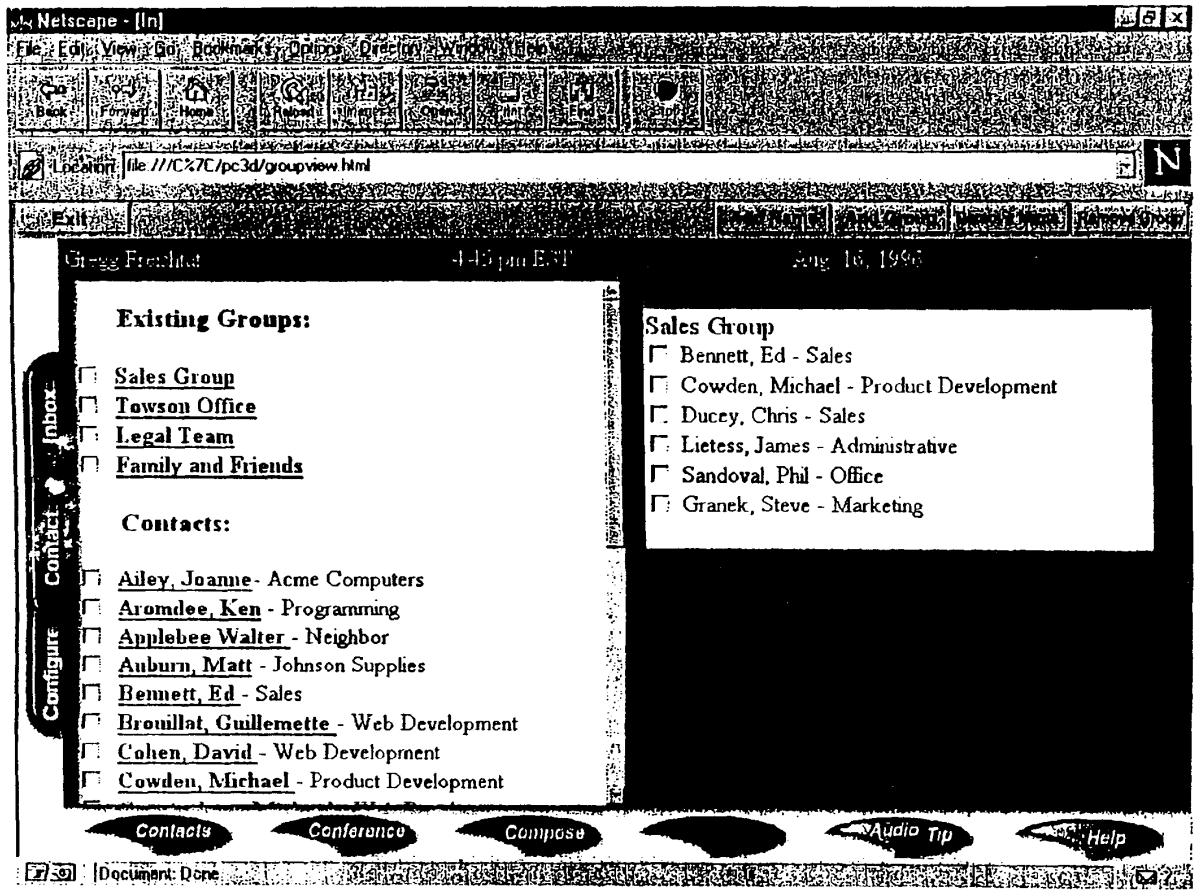 Netscape - [In]
File Edit View Go Bookmarks Options Directory Window Help
Back Forward Home Reload Images Open Print Find Stop
Location: file:///C%7C/pc3d/groupview.html
N
Exit
4:45 pm EST Aug. 16, 1996
Existing Groups:
Sales Group
Towson Office
Legal Team
Family and Friends
Contacts:
Ailey, Joanne- Acme Computers
Aromdee, Ken - Programming
Applebee Walter - Neighbor
Auburn, Matt - Johnson Supplies
Bennett, Ed - Sales
Brouillat, Guillemette - Web Development
Cohen, David - Web Development
Cowden, Michael - Product Development
Sales Group
Bennett, Ed - Sales
Cowden, Michael - Product Development
Ducey, Chris - Sales
Lietess, James - Administrative
Sandoval, Phil - Office
Granek, Steve - Marketing
Inbox
Contact
Configure
Contacts Conference Compose Audio Tip Help
Document: Done